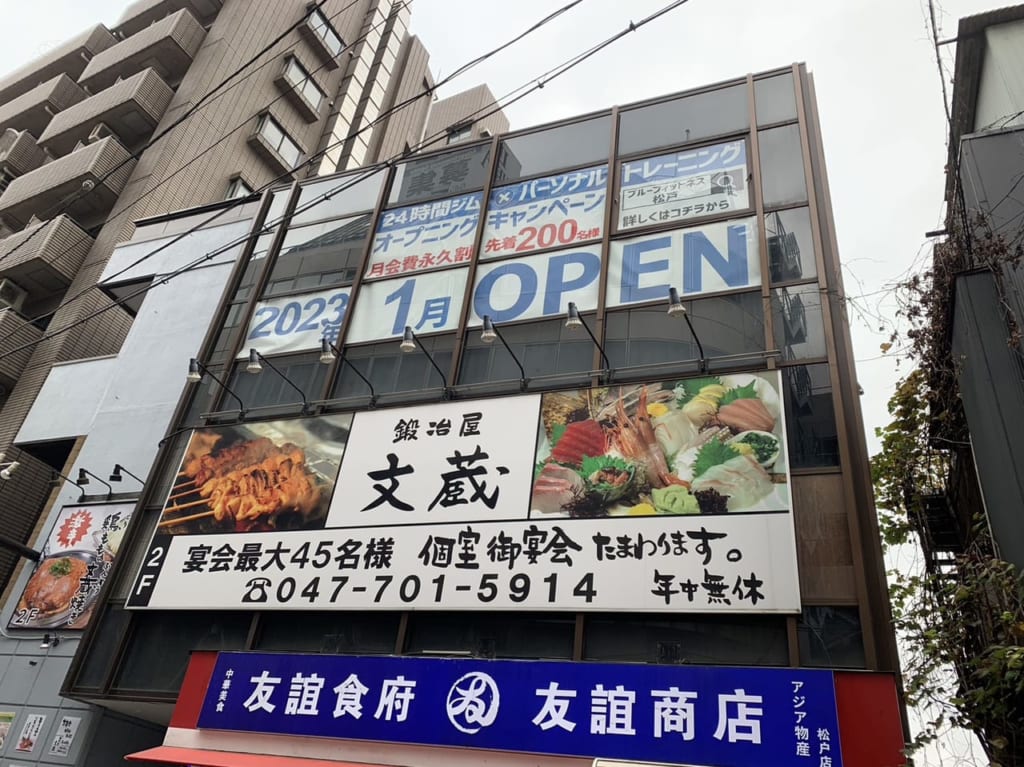 24時間ジム × パーソナルトレーニング
オープニングキャンペーン
月会費永久割 先着200名様
ブルーフィットネス
松戸
詳しくはコチラから
2023年 1月 OPEN
鍛冶屋
文蔵
2F
宴会最大45名様 個室御宴会 たまわります。
☎047-701-5914 年中無休
2F
中華美食
友誼食府 友 友誼商店
アジア物産
松戸店